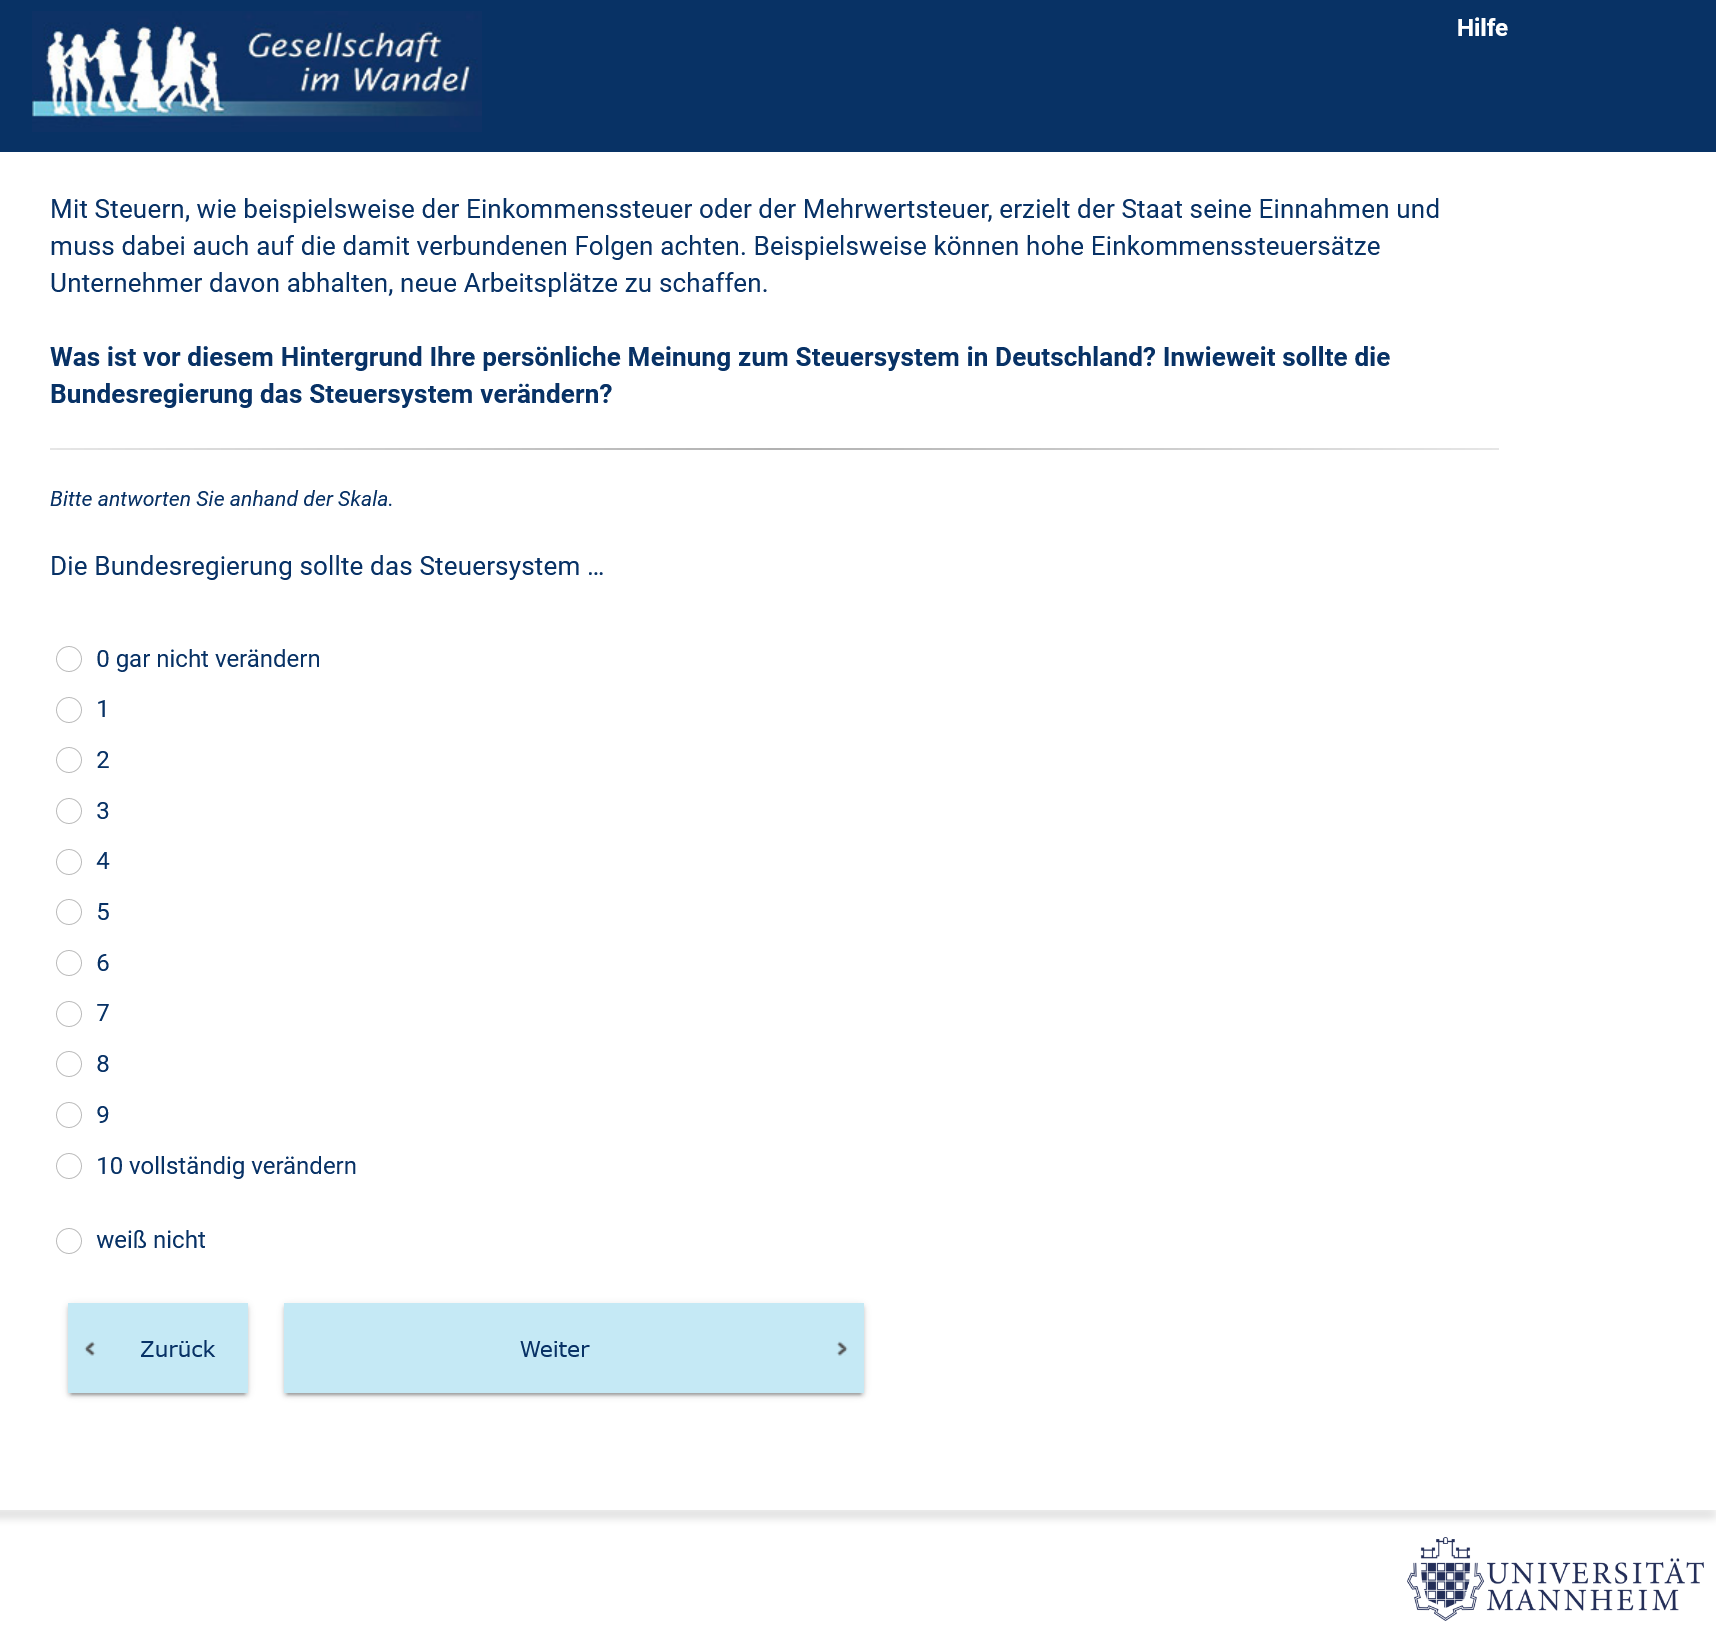 Gesellschaft
im Wandel
Hilfe
Mit Steuern, wie beispielsweise der Einkommenssteuer oder der Mehrwertsteuer, erzielt der Staat seine Einnahmen und
muss dabei auch auf die damit verbundenen Folgen achten. Beispielsweise können hohe Einkommenssteuersätze
Unternehmer davon abhalten, neue Arbeitsplätze zu schaffen.
Was ist vor diesem Hintergrund Ihre persönliche Meinung zum Steuersystem in Deutschland? Inwieweit sollte die
Bundesregierung das Steuersystem verändern?
Bitte antworten Sie anhand der Skala.
Die Bundesregierung sollte das Steuersystem ...
0 gar nicht verändern
1
2
3
4
5
6
7
8
9
10 vollständig verändern
weiß nicht
Zurück
Weiter
UNIVERSITÄT
MANNHEIM